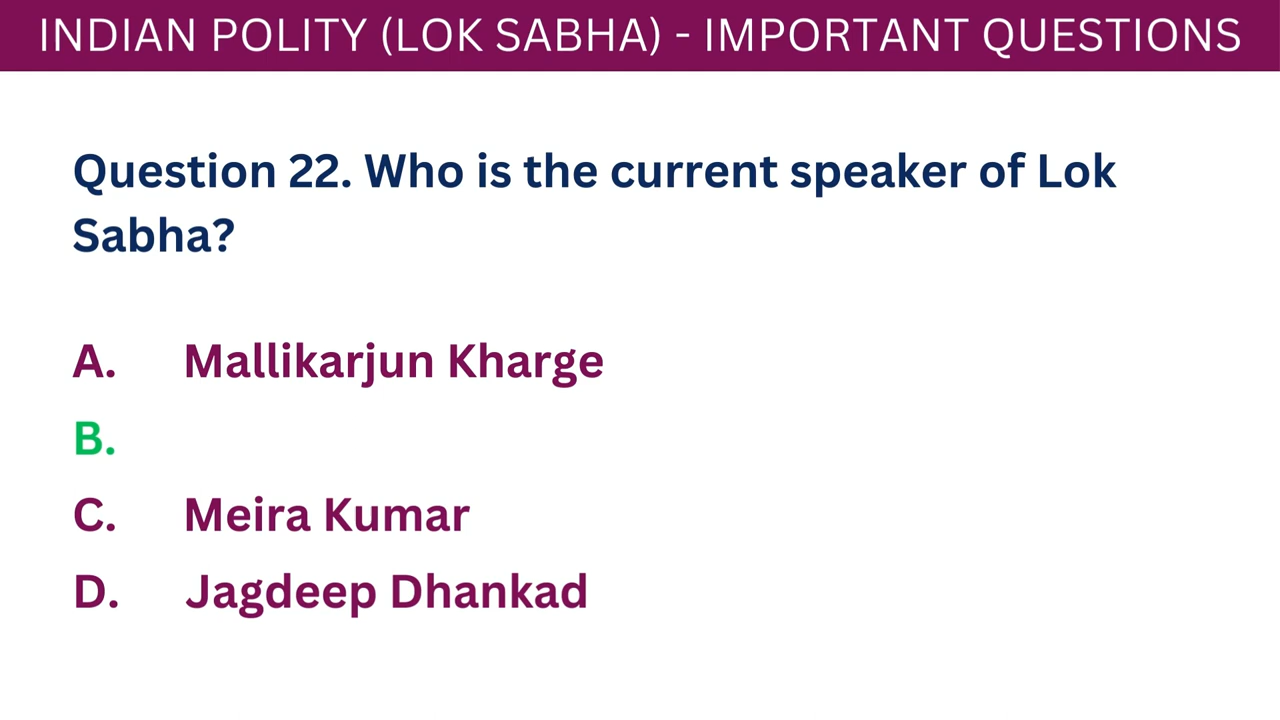 INDIAN POLITY (LOK SABHA) - IMPORTANT QUESTIONS
Question 22. Who is the current speaker of Lok
Sabha?
A. Mallikarjun Kharge
B.
C. Meira Kumar
D. Jagdeep Dhankad